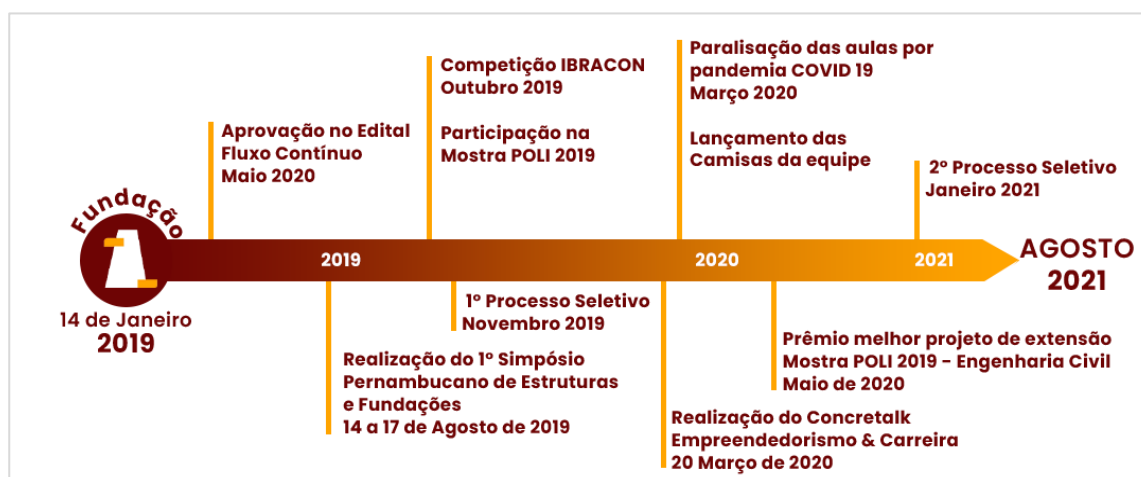 Fundação
14 de Janeiro
2019
Aprovação no Edital
Fluxo Contínuo
Maio 2020
Competição IBRACON
Outubro 2019
Participação na
Mostra POLI 2019
Paralisação das aulas por
pandemia COVID 19
Março 2020
Lançamento das
Camisas da equipe
2º Processo Seletivo
Janeiro 2021
2019
2020
2021
AGOSTO
2021
Realização do 1º Simpósio
Pernambucano de Estruturas
e Fundações
14 a 17 de Agosto de 2019
1º Processo Seletivo
Novembro 2019
Realização do Concretalk
Empreendedorismo & Carreira
20 Março de 2020
Prêmio melhor projeto de extensão
Mostra POLI 2019 - Engenharia Civil
Maio de 2020